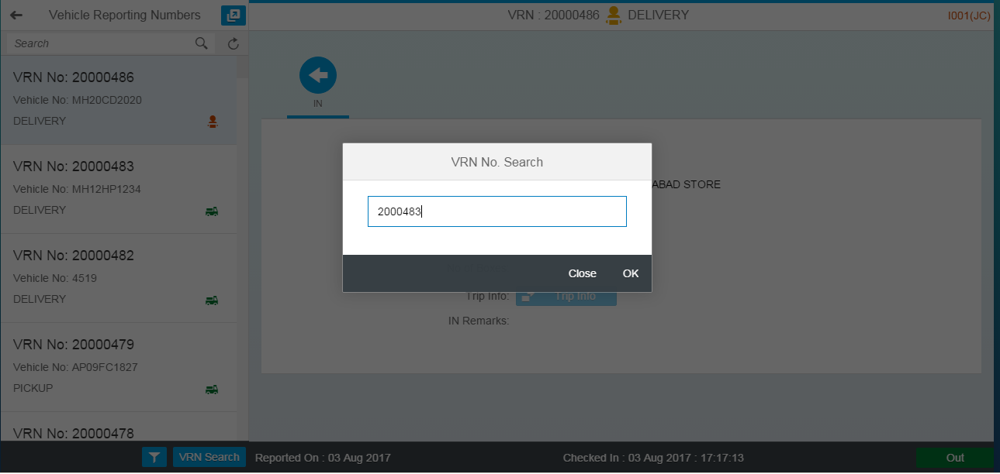 Vehicle Reporting Numbers
VRN : 20000486 DELIVERY
I001(JC)
Search
VRN No: 20000486
Vehicle No: MH20CD2020
DELIVERY
VRN No: 20000483
Vehicle No: MH12HP1234
DELIVERY
VRN No: 20000482
Vehicle No: 4519
DELIVERY
VRN No: 20000479
Vehicle No: AP09FC1827
PICKUP
VRN No: 20000478
IN
ABAD STORE
VRN No. Search
2000483
Close OK
Trip Info: Trip Info
IN Remarks:
VRN Search
Reported On : 03 Aug 2017
Checked In : 03 Aug 2017 : 17:17:13
Out